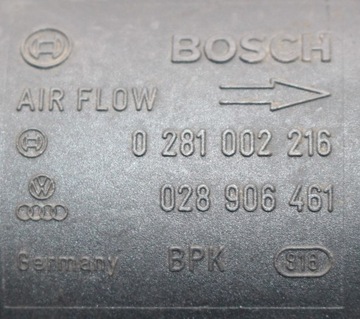 BOSCH
AIR FLOW
0 281 002 216
028 906 461
Germany BPK 916